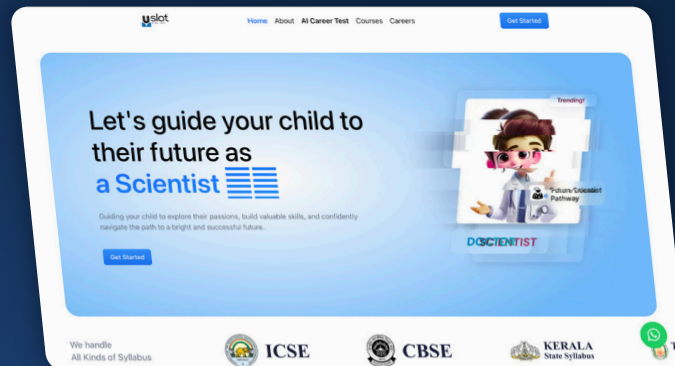 uslot
Home About AI Career Test Courses Careers
Get Started
Let's guide your child to
their future as
a Scientist
Guiding your child to explore their passions, build valuable skills, and confidently
navigate the path to a bright and successful future.
Get Started
Trending!
Pathway
SCIENTIST
We handle
All Kinds of Syllabus
ICSE
CBSE
KERALA
State Syllabus